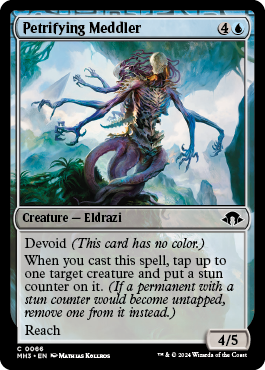 Petrifying Meddler 4
Creature — Eldrazi
Devoid (This card has no color.)
When you cast this spell, tap up to
one target creature and put a stun
counter on it. (If a permanent with a
stun counter would become untapped,
remove one from it instead.)
Reach
4/5
C 0066
MH3 • EN MATHIAS KOLLROS
™ & © 2024 Wizards of the Coast